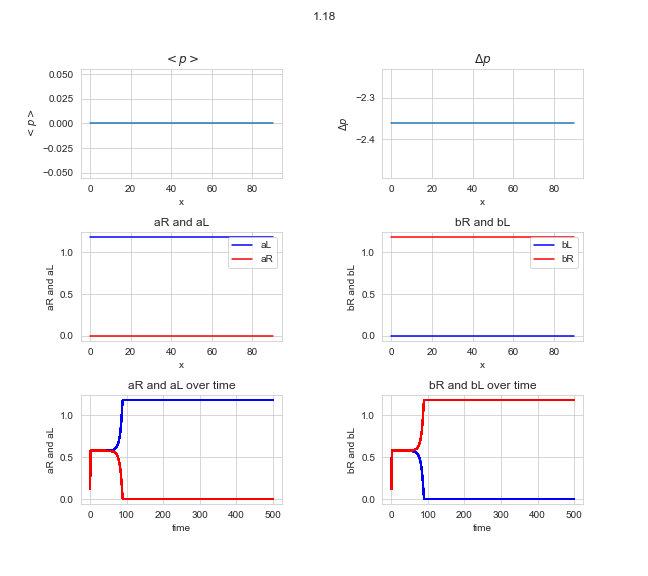 1.18
< p >
Δp
0.050
0.025
0.000
−0.025
−0.050
< p >
0 20 40 60 80
x
−2.3
−2.4
Δp
0 20 40 60 80
x
aR and aL
bR and bL
1.0
0.5
0.0
aR and aL
aL
aR
0 20 40 60 80
x
1.0
0.5
0.0
bR and bL
bL
bR
0 20 40 60 80
x
aR and aL over time
bR and bL over time
1.0
0.5
0.0
aR and aL
0 100 200 300 400 500
time
1.0
0.5
0.0
bR and bL
0 100 200 300 400 500
time